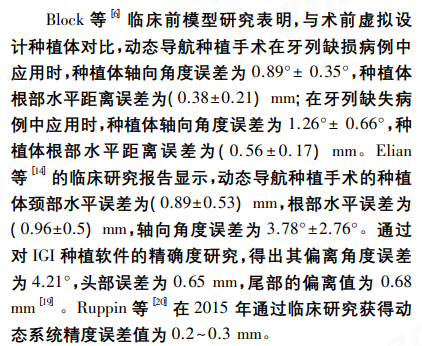 Block 等[6] 临床前模型研究表明,与术前虚拟设
计种植体对比,动态导航种植手术在牙列缺损病例中
应用时,种植体轴向角度误差为 0.89°± 0.35°,种植体
根部水平距离误差为(0.38±0.21) mm;在牙列缺失病
例中应用时,种植体轴向角度误差为 1.26°± 0.66°,种
植体根部水平距离误差为(0.56±0.17) mm。Elian
等[14] 的临床研究报告显示,动态导航种植手术的种植
体颈部水平误差为(0.89±0.53) mm,根部水平误差为
(0.96±0.5) mm,轴向角度误差为 3.78°±2.76°。通过
对 IGI 种植软件的精确度研究,得出其偏离角度误差
为 4.21°,头部误差为 0.65 mm,尾部的偏离值为 0.68
mm[19]。Ruppin 等[20] 在 2015 年通过临床研究获得动
态系统精度误差值为 0.2~0.3 mm。